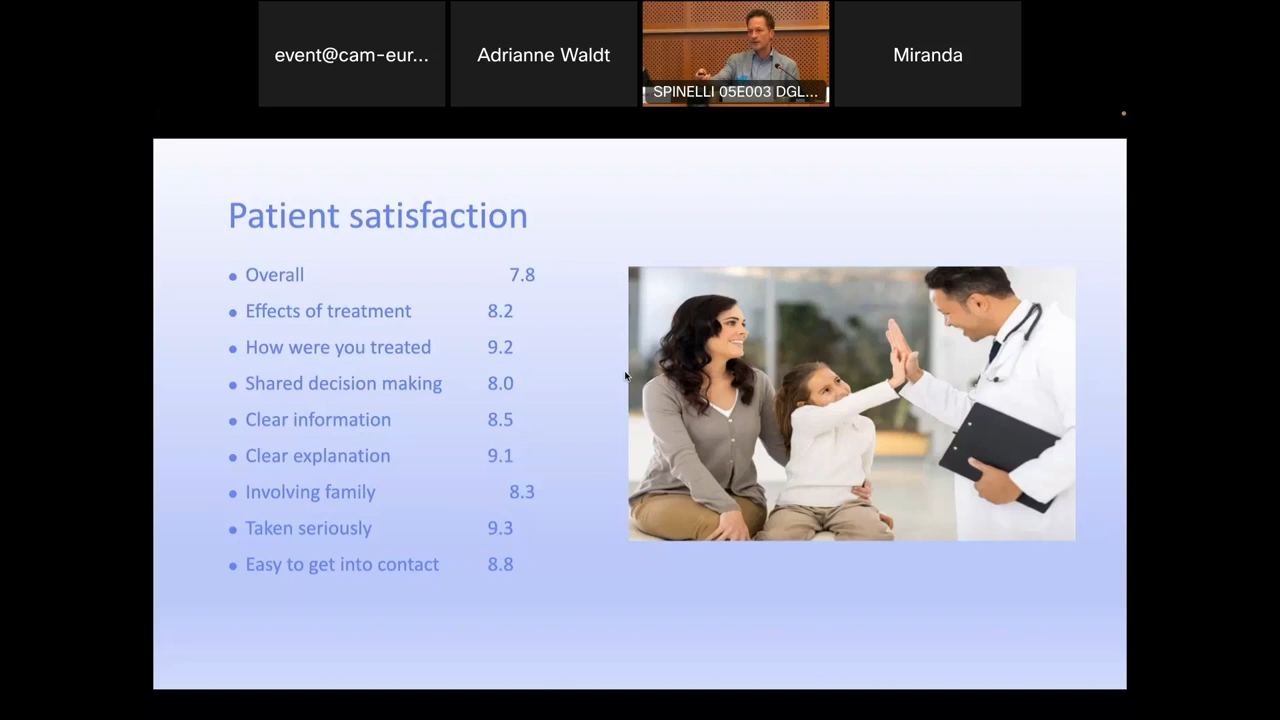 event@cam-eur...
Adrianne Waldt
SPINELLI 05E003 DGL...
Miranda
Patient satisfaction
Overall 7.8
Effects of treatment 8.2
How were you treated 9.2
Shared decision making 8.0
Clear information 8.5
Clear explanation 9.1
Involving family 8.3
Taken seriously 9.3
Easy to get into contact 8.8